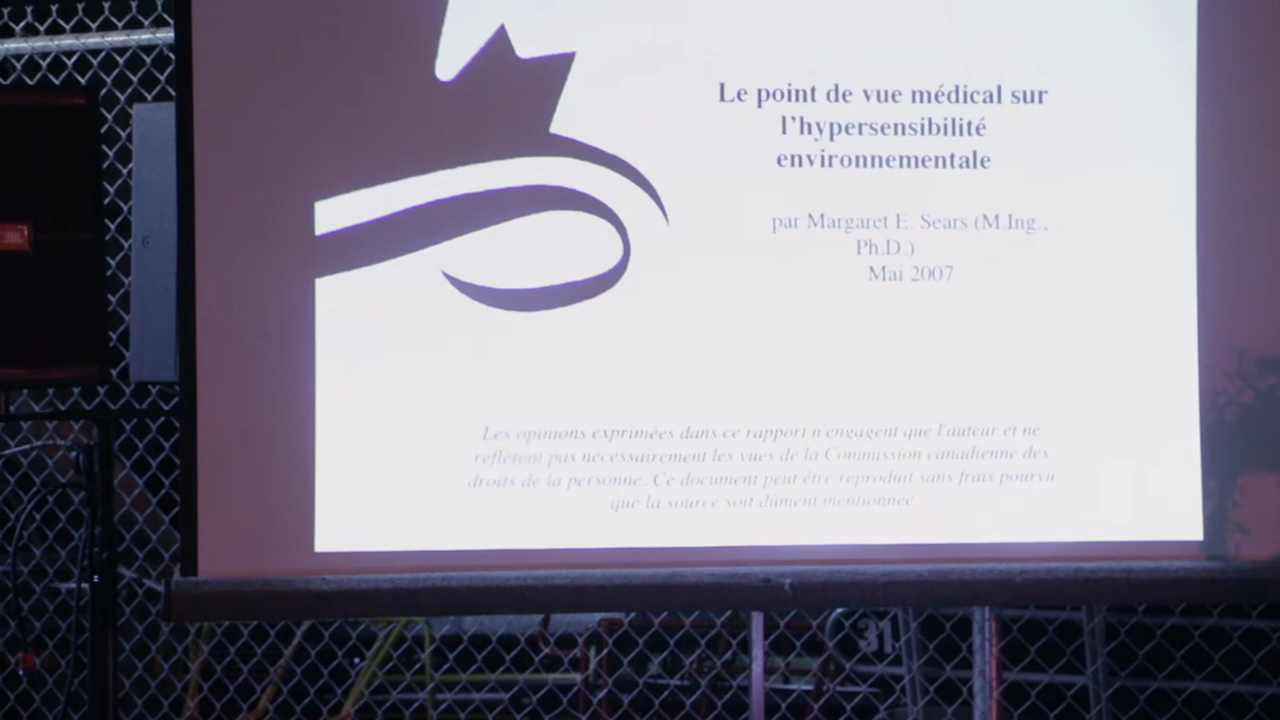 Le point de vue médical sur
l'hypersensibilité
environnementale
par Margaret E. Sears (M.Ing.,
Ph.D.)
Mai 2007
Les opinions exprimées dans ce rapport n'engagent que l'auteur et ne
reflètent pas nécessairement les vues de la Commission canadienne des
droits de la personne. Ce document peut être reproduit sans frais pourvu
que la source soit dûment mentionnée
JBL
31